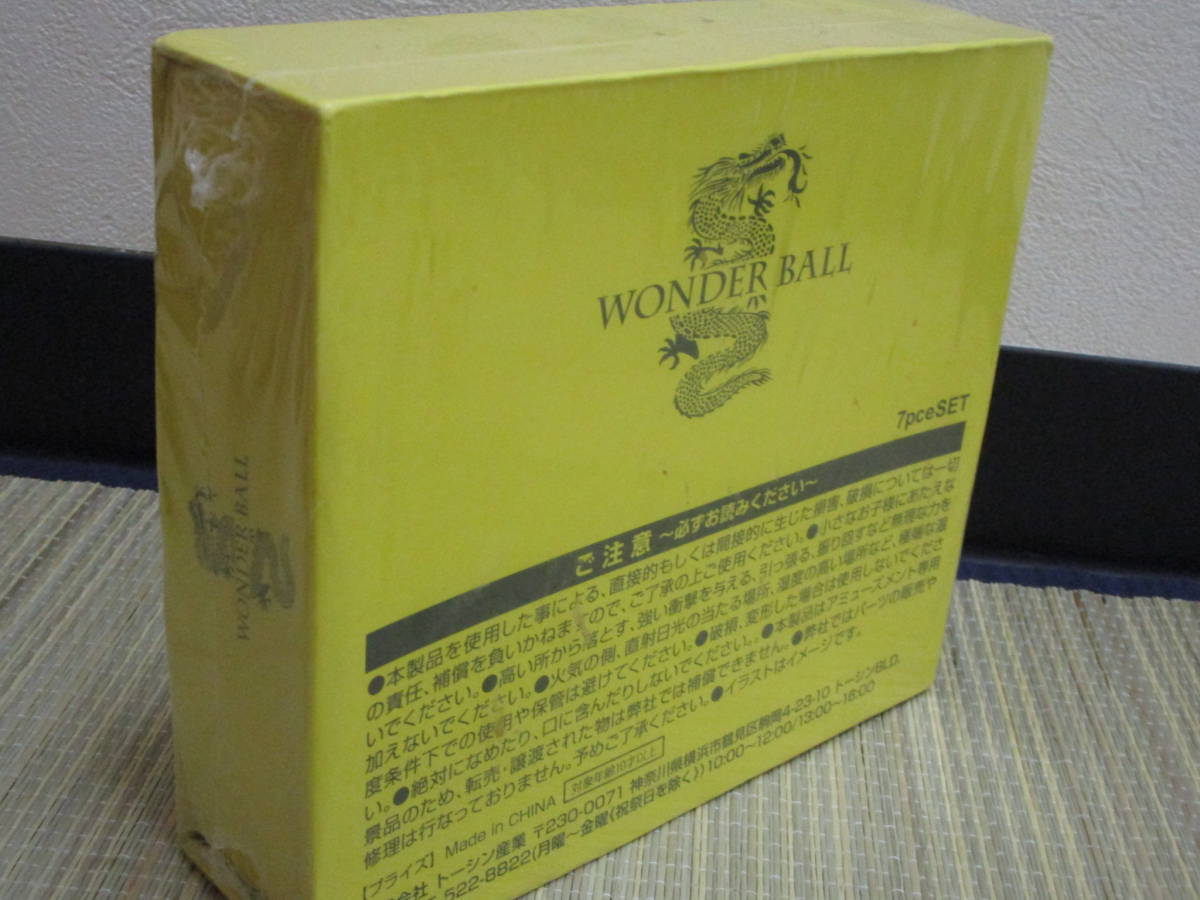 WONDER BALL
WONDER BALL
7pceSET
ご注意 ～必ずお読みください～
●本製品を使用した事による、直接的もしくは間接的に生じた損害、破損については一切
の責任、補償を負いかねますので、ご了承の上ご使用ください。●小さなお子様にあたえな
いでください。●高い所から落とす、強い衝撃を与える、引っ張る、振り回すなど無理な力を
加えないでください。●火気の側、直射日光の当たる場所、湿度の高い場所など、極端な温
度条件下での使用や保管は避けてください。●破損、変形した場合は使用しないでくださ
い。●絶対になめたり、口に含んだりしないでください。●本製品はアミューズメント専用
景品のため、転売・譲渡された物は弊社では補償できません。●弊社ではパーツの販売や
修理は行なっておりません。予めご了承ください。●イラストはイメージです。
【プライズ】 Made in CHINA 対象年齢10才以上
会社 トーシン産業 〒230-0071 神奈川県横浜市鶴見区駒岡4-23-10 トーシンBLD.
522-8822(月曜～金曜《祝祭日を除く》)10:00～12:00/13:00～16:00